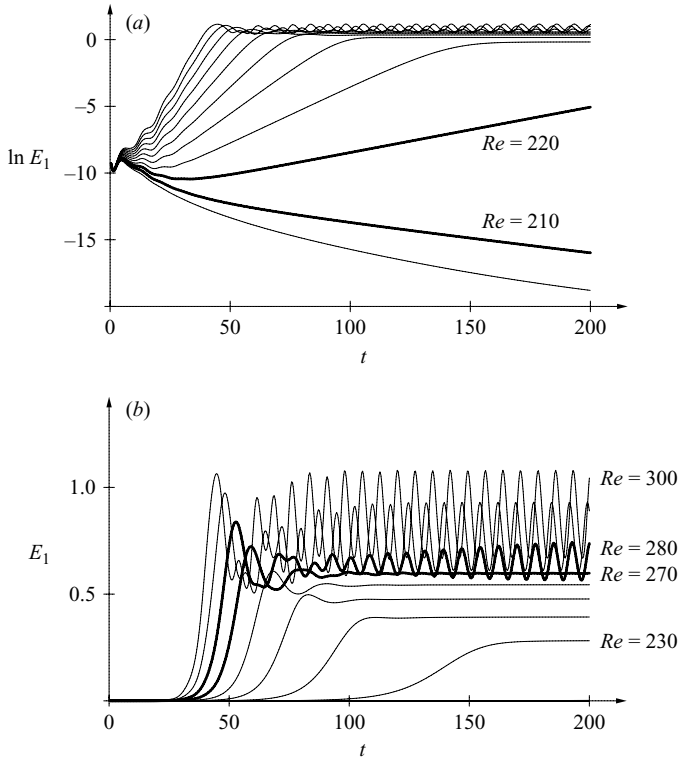 (a)
0
–5
ln E1
–10
–15
Re = 220
Re = 210
0
50
100
150
200
t
(b)
1.0
E1
0.5
Re = 300
Re = 280
Re = 270
Re = 230
0
50
100
150
200
t